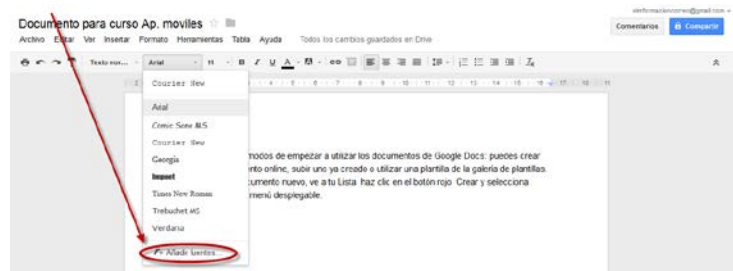 Documento para curso Ap. moviles
Comentarios Compartir
Archivo Editar Ver Insertar Formato Herramientas Tabla Ayuda Todos los cambios guardados en Drive
Texto nor... Arial 11 B I U A
Courier New
Arial
Comic Sans MS
Courier New
Georgia
Impact
Times New Roman
Trebuchet MS
Verdana
Añadir fuentes...
modos de empezar a utilizar los documentos de Google Docs: puedes crear
nto online, subir uno ya creado o utilizar una plantilla de la galería de plantillas.
cumento nuevo, ve a tu Lista haz clic en el botón rojo Crear y selecciona
menú desplegable.